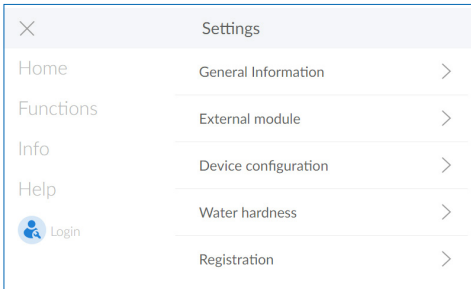 Settings
Home
Functions
Info
Help
Login
General Information
External module
Device configuration
Water hardness
Registration